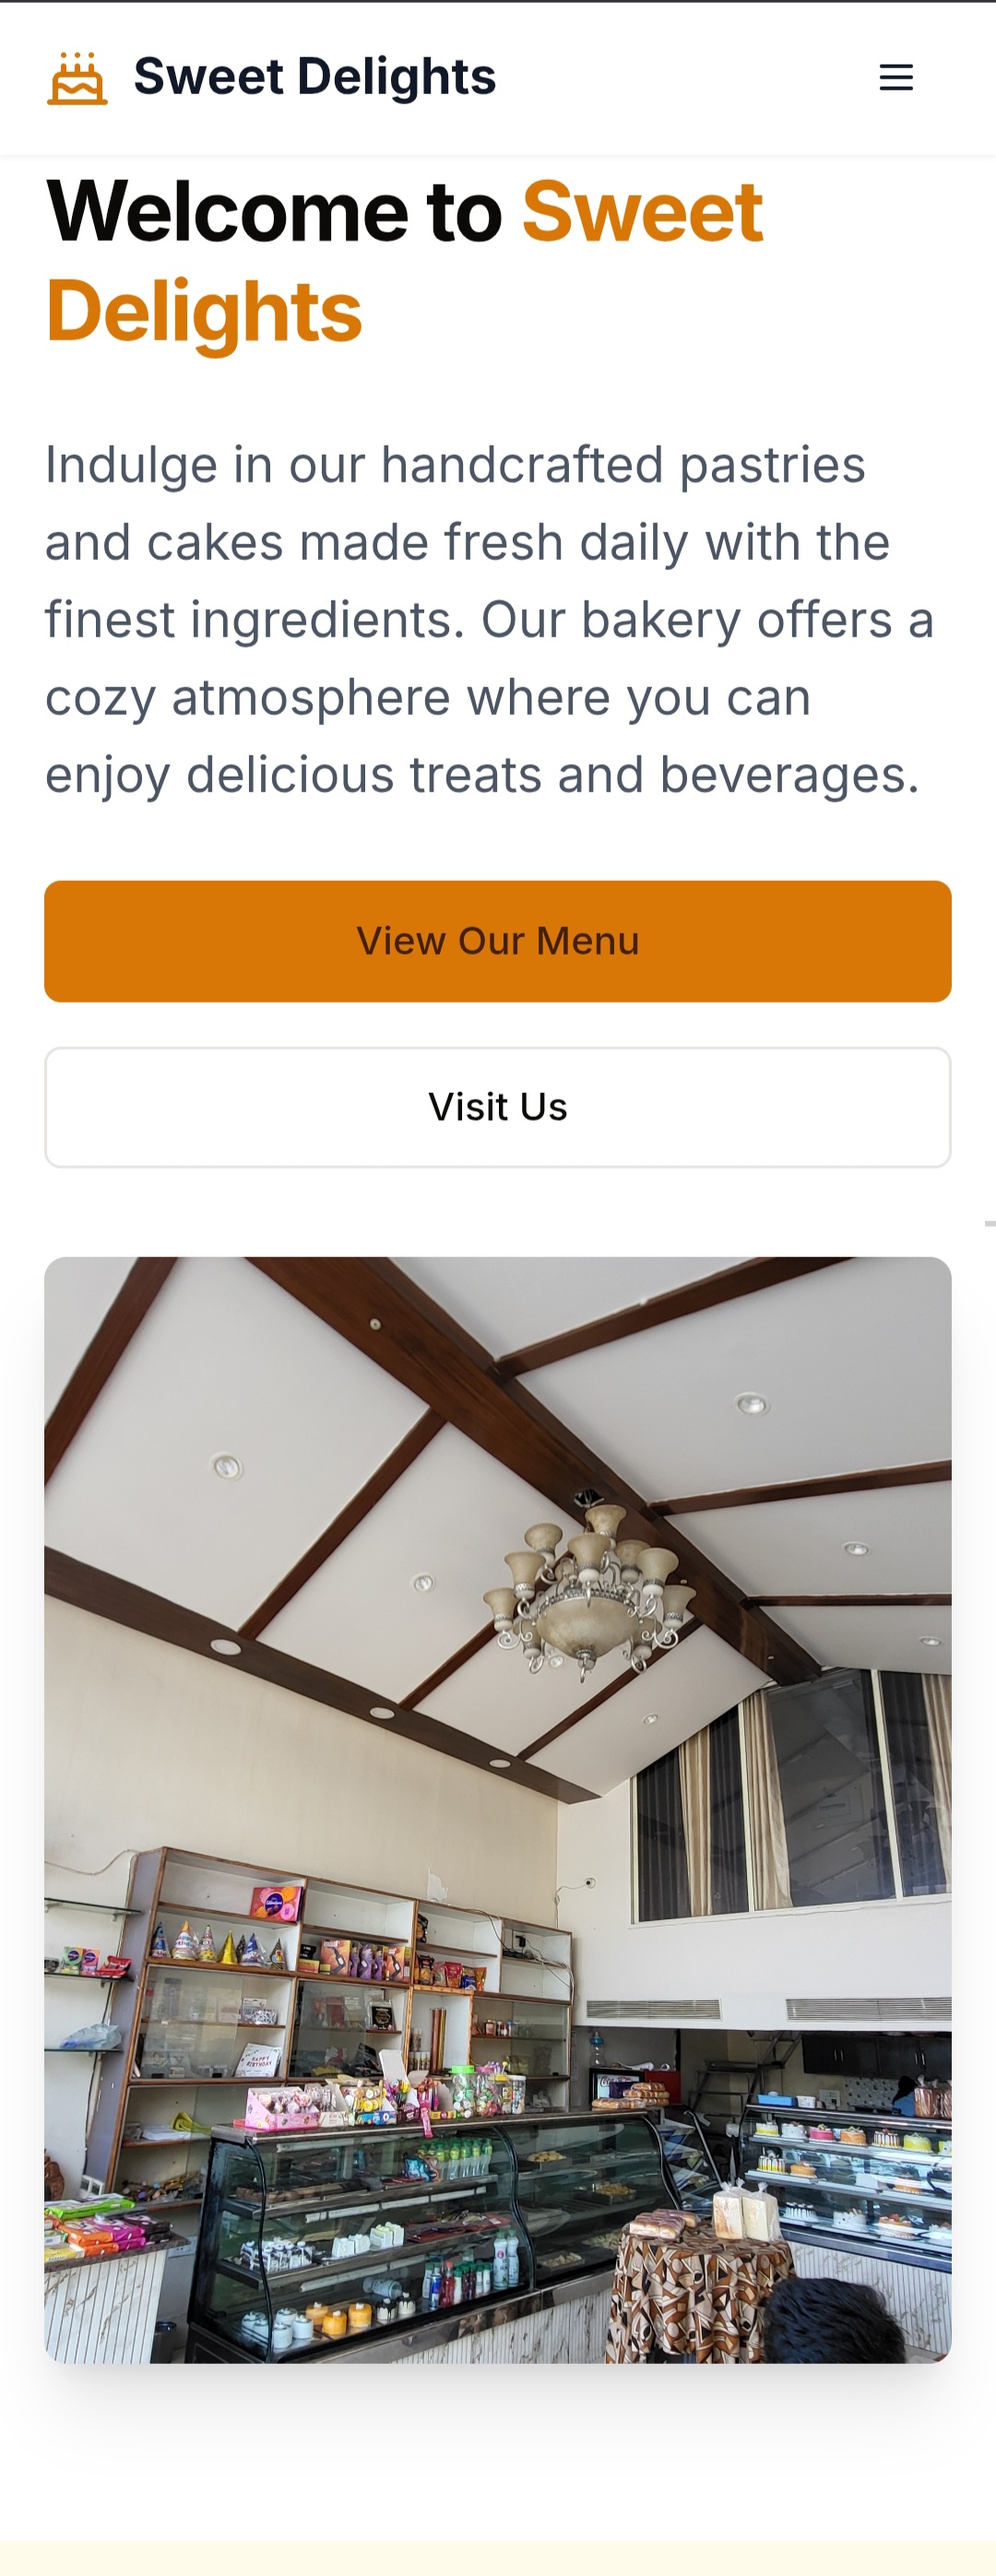 Sweet Delights
Welcome to Sweet
Delights
Indulge in our handcrafted pastries
and cakes made fresh daily with the
finest ingredients. Our bakery offers a
cozy atmosphere where you can
enjoy delicious treats and beverages.
View Our Menu
Visit Us
HAPPY
BIRTHDAY